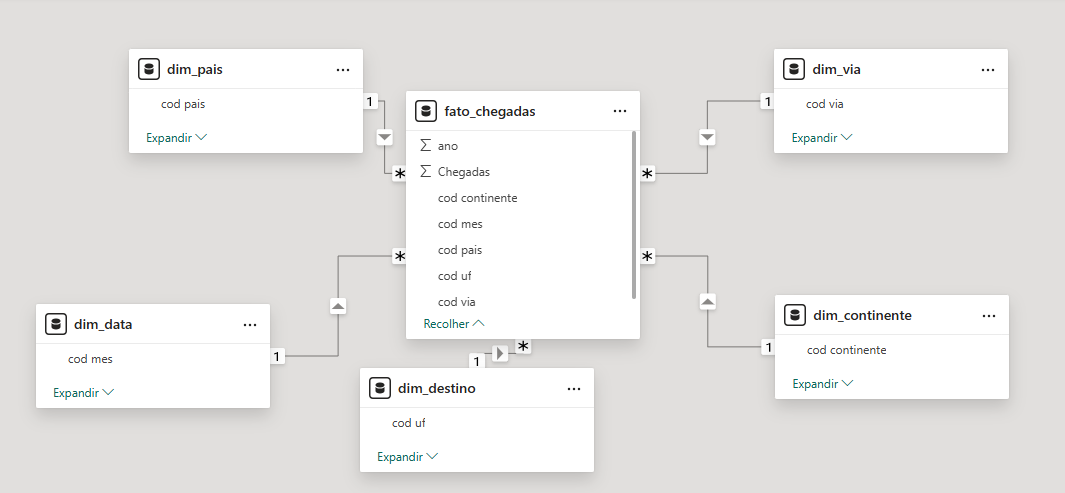 dim_pais
cod pais
Expandir
1
*
fato_chegadas
Σ ano
Σ Chegadas
cod continente
cod mes
cod pais
cod uf
cod via
Recolher
dim_via
cod via
Expandir
1
*
dim_data
cod mes
Expandir
1
*
dim_destino
cod uf
Expandir
1
*
dim_continente
cod continente
Expandir
1
*